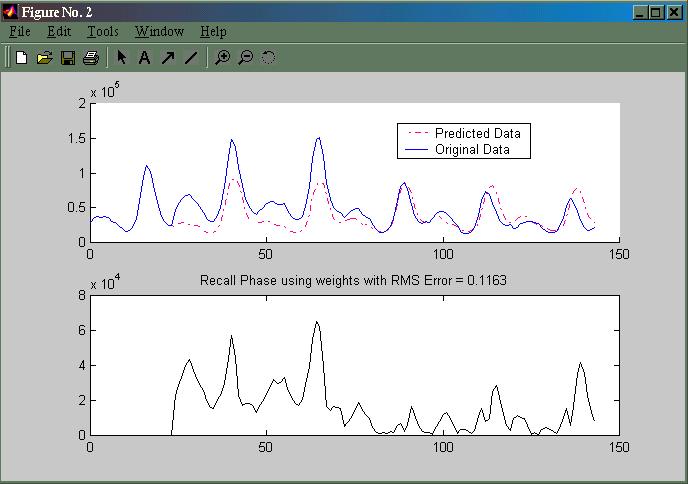 Figure No. 2
File Edit Tools Window Help
x 10^5
2
1.5
1
0.5
0
0 50 100 150
Predicted Data
Original Data
Recall Phase using weights with RMS Error = 0.1163
x 10^4
8
6
4
2
0
0 50 100 150